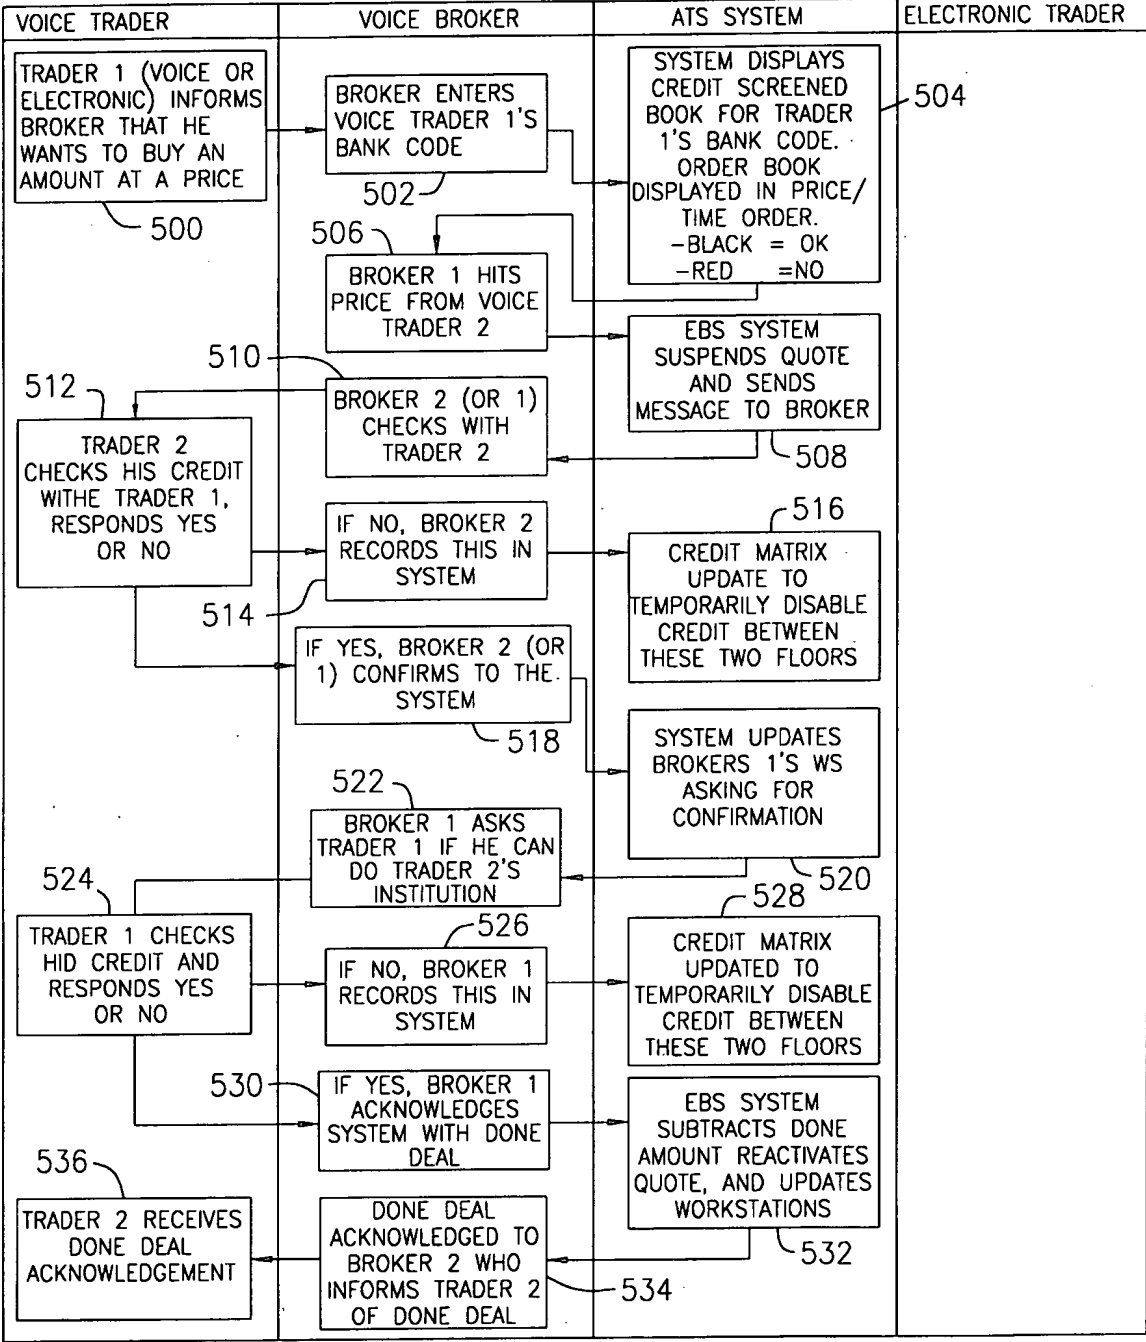 VOICE TRADER
VOICE BROKER
ATS SYSTEM
ELECTRONIC TRADER
TRADER 1 (VOICE OR
ELECTRONIC) INFORMS
BROKER THAT HE
WANTS TO BUY AN
AMOUNT AT A PRICE
500
BROKER ENTERS
VOICE TRADER 1'S
BANK CODE
502
SYSTEM DISPLAYS
CREDIT SCREENED
BOOK FOR TRADER
1'S BANK CODE.
ORDER BOOK
DISPLAYED IN PRICE/
TIME ORDER.
-BLACK = OK
-RED =NO
504
506
BROKER 1 HITS
PRICE FROM VOICE
TRADER 2
EBS SYSTEM
SUSPENDS QUOTE
AND SENDS
MESSAGE TO BROKER
508
510
BROKER 2 (OR 1)
CHECKS WITH
TRADER 2
512
TRADER 2
CHECKS HIS CREDIT
WITHE TRADER 1,
RESPONDS YES
OR NO
IF NO, BROKER 2
RECORDS THIS IN
SYSTEM
514
516
CREDIT MATRIX
UPDATE TO
TEMPORARILY DISABLE
CREDIT BETWEEN
THESE TWO FLOORS
IF YES, BROKER 2 (OR
1) CONFIRMS TO THE
SYSTEM
518
SYSTEM UPDATES
BROKERS 1'S WS
ASKING FOR
CONFIRMATION
520
522
BROKER 1 ASKS
TRADER 1 IF HE CAN
DO TRADER 2'S
INSTITUTION
524
TRADER 1 CHECKS
HID CREDIT AND
RESPONDS YES
OR NO
526
IF NO, BROKER 1
RECORDS THIS IN
SYSTEM
528
CREDIT MATRIX
UPDATED TO
TEMPORARILY DISABLE
CREDIT BETWEEN
THESE TWO FLOORS
530
IF YES, BROKER 1
ACKNOWLEDGES
SYSTEM WITH DONE
DEAL
EBS SYSTEM
SUBTRACTS DONE
AMOUNT REACTIVATES
QUOTE, AND UPDATES
WORKSTATIONS
532
DONE DEAL
ACKNOWLEDGED TO
BROKER 2 WHO
INFORMS TRADER 2
OF DONE DEAL
534
536
TRADER 2 RECEIVES
DONE DEAL
ACKNOWLEDGEMENT